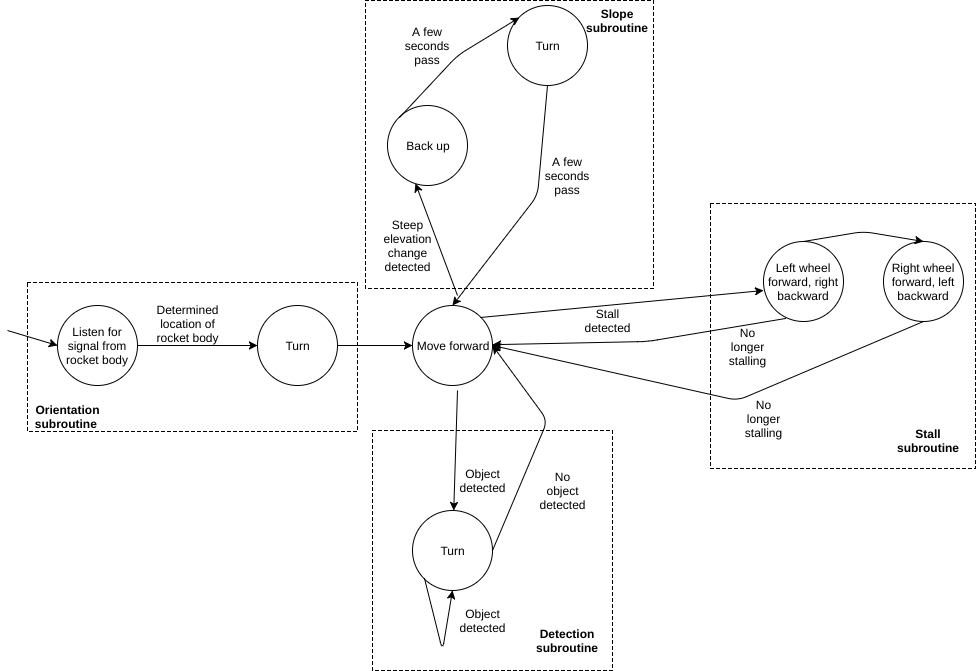 Slope
subroutine
A few
seconds
pass
Turn
Back up
A few
seconds
pass
Steep
elevation
change
detected
Listen for
signal from
rocket body
Determined
location of
rocket body
Turn
Orientation
subroutine
Move forward
Stall
detected
Left wheel
forward, right
backward
Right wheel
forward, left
backward
No
longer
stalling
No
longer
stalling
Stall
subroutine
Object
detected
No
object
detected
Turn
Object
detected
Detection
subroutine